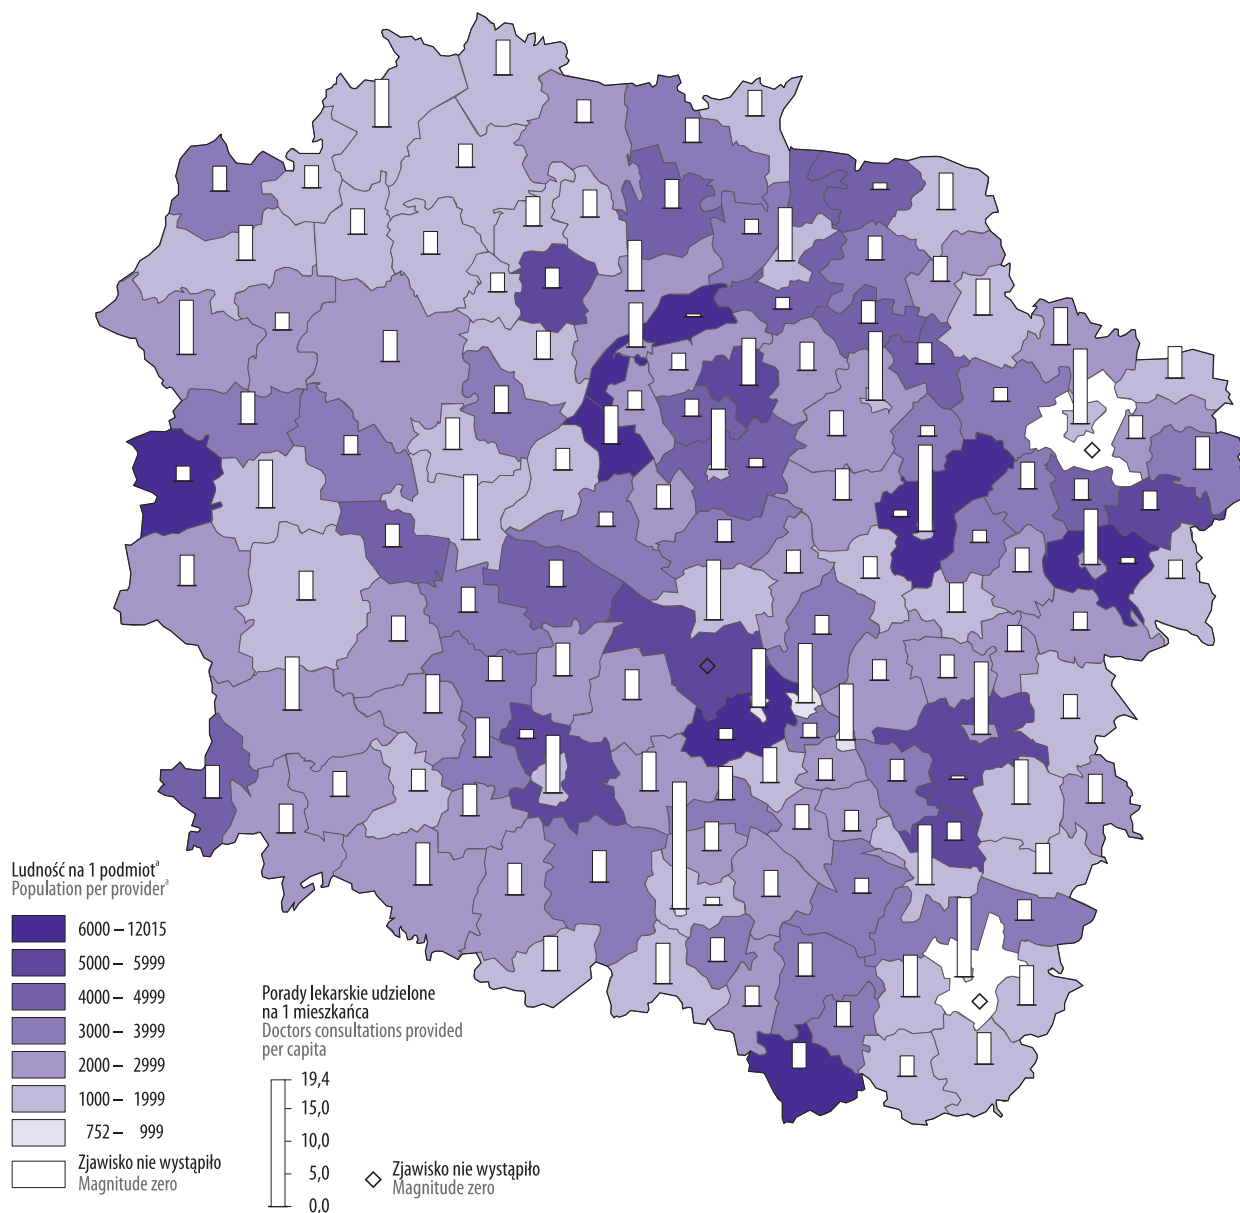 Ludność na 1 podmiotᵃ
Population per providerᵃ
6000 – 12015
5000 – 5999
4000 – 4999
3000 – 3999
2000 – 2999
1000 – 1999
752 – 999
Zjawisko nie wystąpiło
Magnitude zero
Porady lekarskie udzielone
na 1 mieszkańca
Doctors consultations provided
per capita
19,4
15,0
10,0
5,0
0,0
Zjawisko nie wystąpiło
Magnitude zero